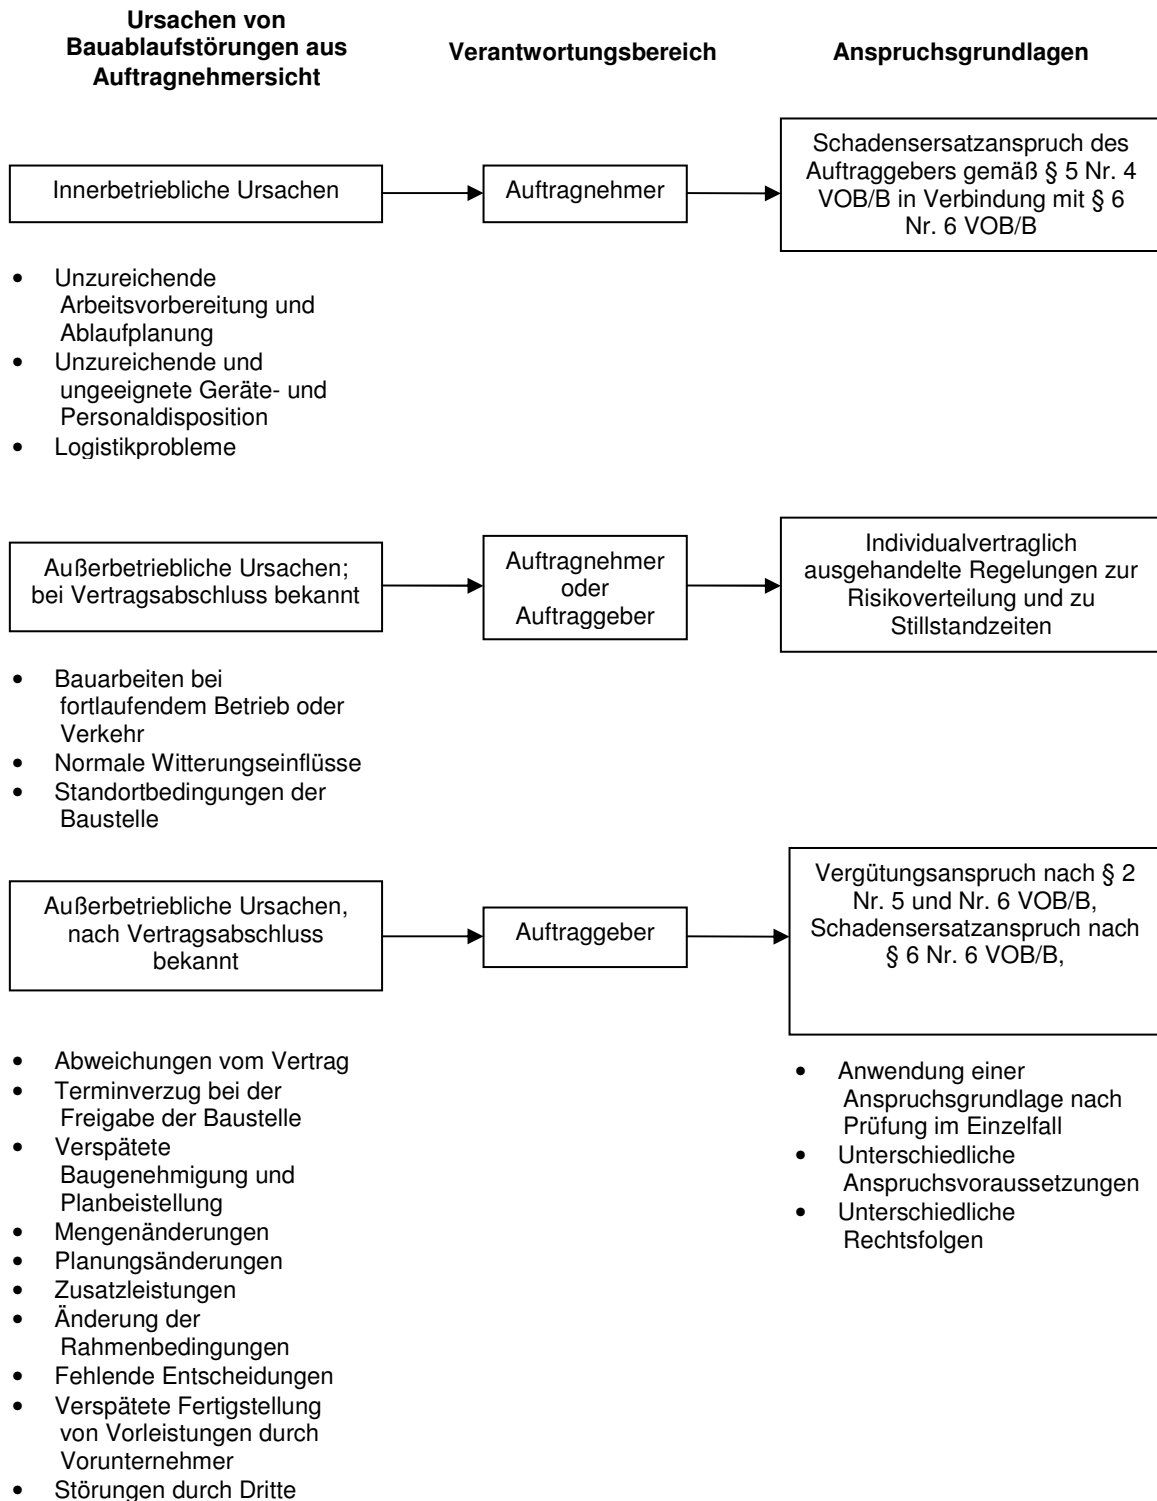 Ursachen von
Bauablaufstörungen aus
Auftragnehmersicht
Verantwortungsbereich
Anspruchsgrundlagen
Innerbetriebliche Ursachen
Auftragnehmer
Schadensersatzanspruch des
Auftraggebers gemäß § 5 Nr. 4
VOB/B in Verbindung mit § 6
Nr. 6 VOB/B
• Unzureichende
Arbeitsvorbereitung und
Ablaufplanung
• Unzureichende und
ungeeignete Geräte- und
Personaldisposition
• Logistikprobleme
Außerbetriebliche Ursachen;
bei Vertragsabschluss bekannt
Auftragnehmer
oder
Auftraggeber
Individualvertraglich
ausgehandelte Regelungen zur
Risikoverteilung und zu
Stillstandzeiten
• Bauarbeiten bei
fortlaufendem Betrieb oder
Verkehr
• Normale Witterungseinflüsse
• Standortbedingungen der
Baustelle
Außerbetriebliche Ursachen,
nach Vertragsabschluss
bekannt
Auftraggeber
Vergütungsanspruch nach § 2
Nr. 5 und Nr. 6 VOB/B,
Schadensersatzanspruch nach
§ 6 Nr. 6 VOB/B,
• Abweichungen vom Vertrag
• Terminverzug bei der
Freigabe der Baustelle
• Verspätete
Baugenehmigung und
Planbeistellung
• Mengenänderungen
• Planungsänderungen
• Zusatzleistungen
• Änderung der
Rahmenbedingungen
• Fehlende Entscheidungen
• Verspätete Fertigstellung
von Vorleistungen durch
Vorunternehmer
• Störungen durch Dritte
• Anwendung einer
Anspruchsgrundlage nach
Prüfung im Einzelfall
• Unterschiedliche
Anspruchsvoraussetzungen
• Unterschiedliche
Rechtsfolgen